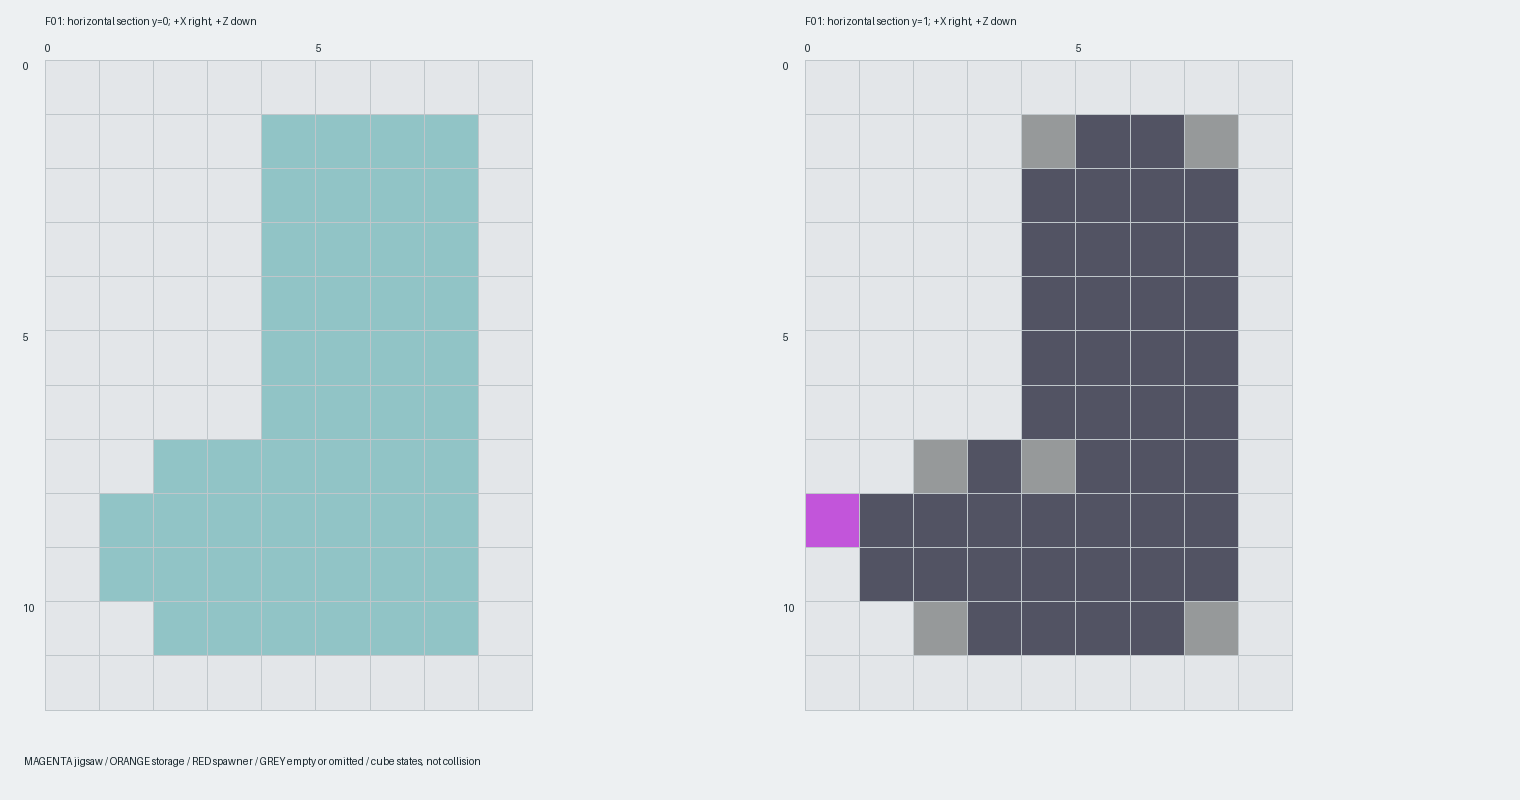 F01: horizontal section y=0; +X right, +Z down
F01: horizontal section y=1; +X right, +Z down
0 5
0 5
0
5
10
0
5
10
MAGENTA jigsaw / ORANGE storage / RED spawner / GREY empty or omitted / cube states, not collision